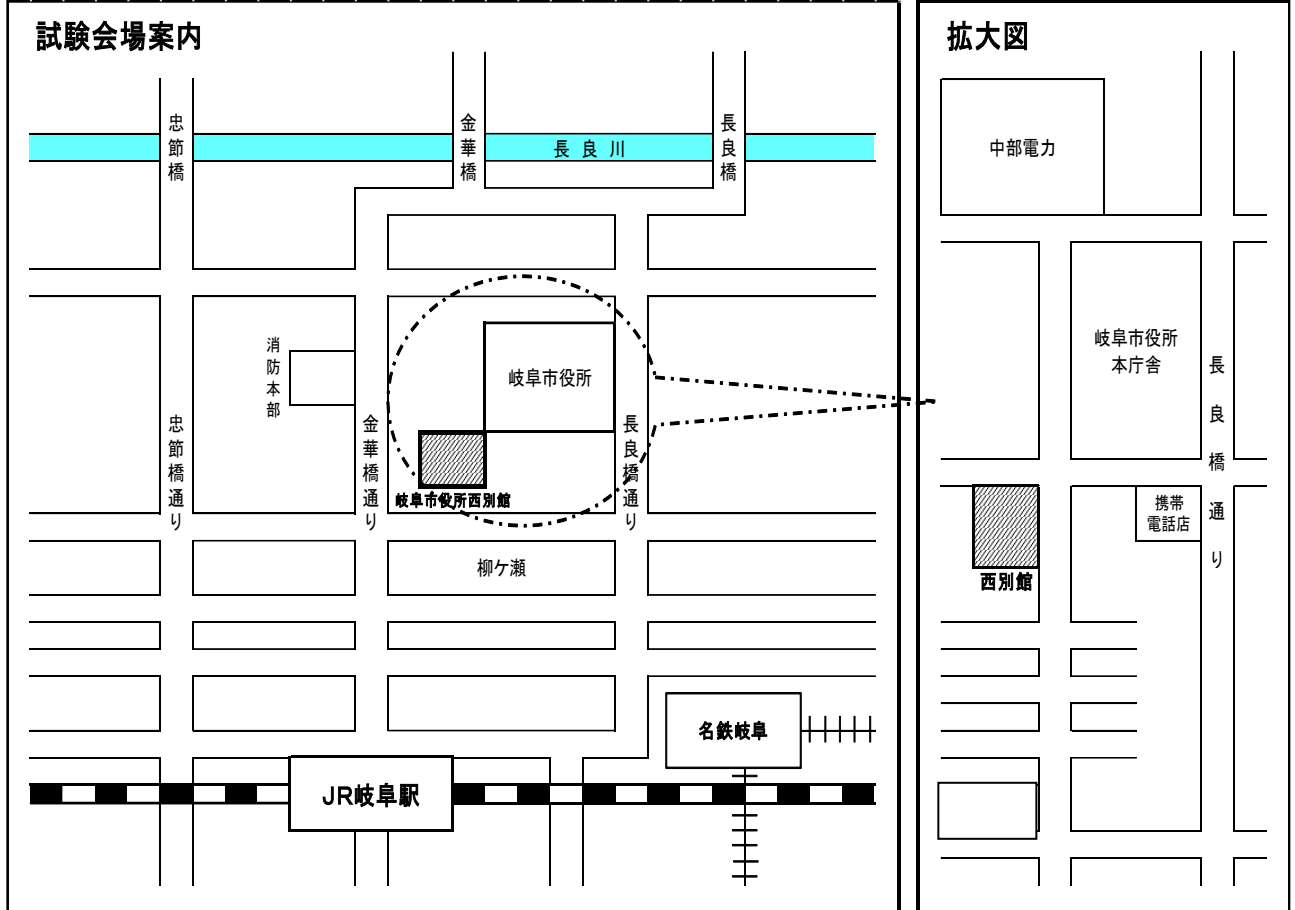 試験会場案内
忠節橋
金華橋
長良橋
長良川
消防本部
岐阜市役所
忠節橋通り
金華橋通り
長良橋通り
岐阜市役所西別館
柳ケ瀬
名鉄岐阜
JR岐阜駅
拡大図
中部電力
岐阜市役所
本庁舎
長良橋通り
携帯
電話店
西別館